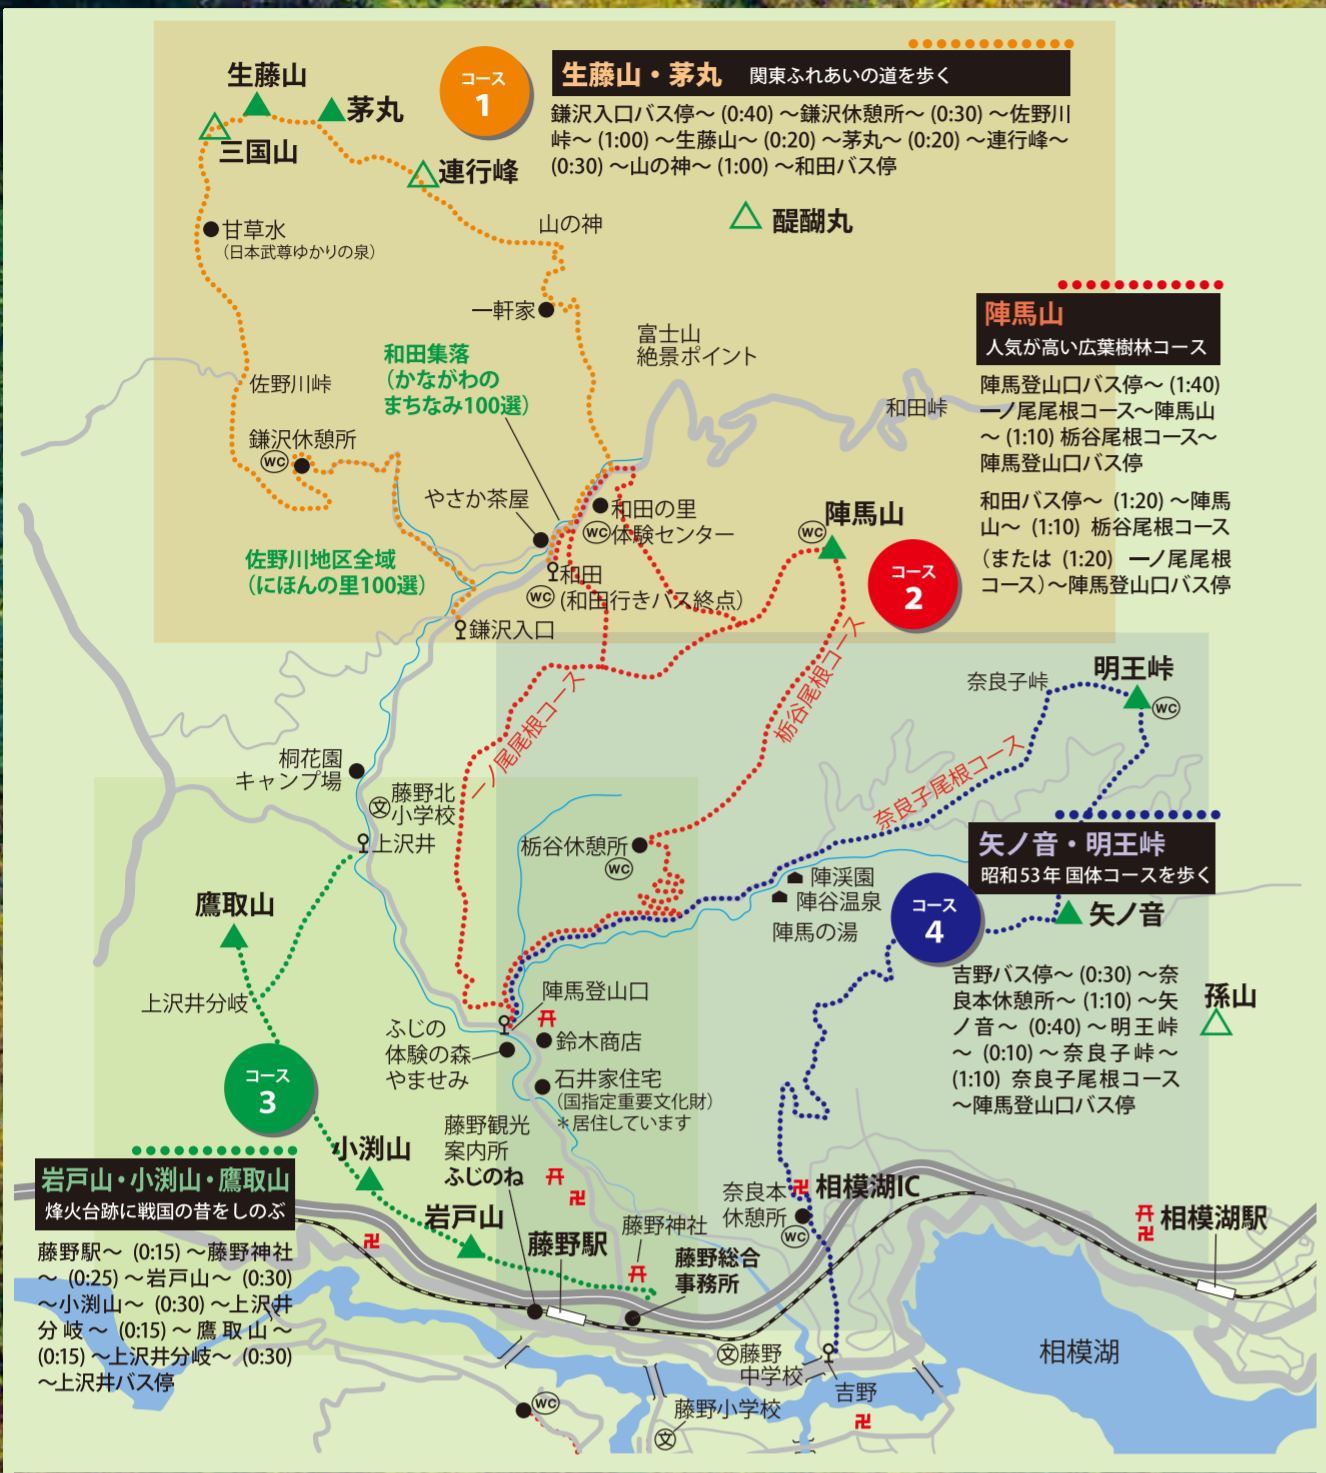 生藤山
茅丸
三国山
連行峰
コース
1
生藤山・茅丸 関東ふれあいの道を歩く
鎌沢入口バス停～ (0:40) ～鎌沢休憩所～ (0:30) ～佐野川
峠～ (1:00) ～生藤山～ (0:20) ～茅丸～ (0:20) ～連行峰～
(0:30) ～山の神～ (1:00) ～和田バス停
醍醐丸
山の神
甘草水
(日本武尊ゆかりの泉)
一軒家
富士山
絶景ポイント
和田集落
(かながわの
まちなみ100選)
佐野川峠
和田峠
鎌沢休憩所
WC
やさか茶屋
和田の里
WC 体験センター
佐野川地区全域
(にほんの里100選)
和田
WC (和田行きバス終点)
鎌沢入口
陣馬山
人気が高い広葉樹林コース
陣馬登山口バス停～ (1:40)
一ノ尾尾根コース～陣馬山
～ (1:10) 栃谷尾根コース～
陣馬登山口バス停
和田バス停～ (1:20) ～陣馬
山～ (1:10) 栃谷尾根コース
(または (1:20) 一ノ尾尾根
コース)～陣馬登山口バス停
WC
陣馬山
コース
2
一ノ尾尾根コース
栃谷尾根コース
奈良子峠
明王峠
WC
奈良子尾根コース
桐花園
キャンプ場
文 藤野北
小学校
上沢井
栃谷休憩所
WC
陣渓園
陣谷温泉
陣馬の湯
矢ノ音・明王峠
昭和53年 国体コースを歩く
コース
4
矢ノ音
吉野バス停～ (0:30) ～奈
良本休憩所～ (1:10) ～矢
ノ音～ (0:40) ～明王峠
～ (0:10) ～奈良子峠～
(1:10) 奈良子尾根コース
～陣馬登山口バス停
孫山
鷹取山
上沢井分岐
コース
3
陣馬登山口
ふじの
体験の森
やませみ
鈴木商店
石井家住宅
(国指定重要文化財)
＊居住しています
藤野観光
案内所
ふじのね
小渕山
岩戸山
岩戸山・小渕山・鷹取山
烽火台跡に戦国の昔をしのぶ
藤野駅～ (0:15) ～藤野神社
～ (0:25) ～岩戸山～ (0:30)
～小渕山～ (0:30) ～上沢井
分岐～ (0:15) ～鷹取山～
(0:15) ～上沢井分岐～ (0:30)
～上沢井バス停
藤野駅
藤野神社
藤野総合
事務所
奈良本
休憩所
WC
相模湖IC
相模湖駅
相模湖
文 藤野
中学校
吉野
藤野小学校
文
WC